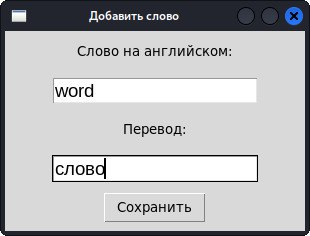 Добавить слово
Слово на английском:
word
Перевод:
слово
Сохранить